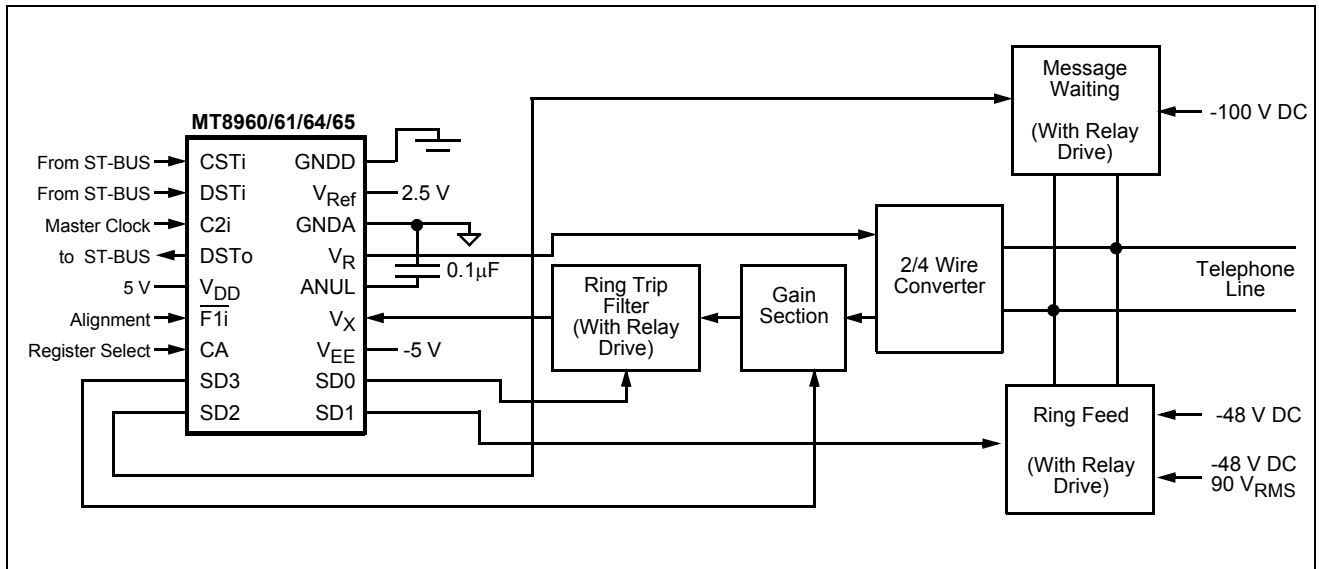 MT8960/61/64/65
From ST-BUS
From ST-BUS
Master Clock
to ST-BUS
5 V
Alignment
Register Select
CSTi
DSTi
C2i
DSTo
VDD
F1i
CA
SD3
SD2
GNDD
VRef
GNDA
VR
ANUL
VX
VEE
SD0
SD1
2.5 V
0.1μF
-5 V
Ring Trip
Filter
(With Relay
Drive)
Gain
Section
2/4 Wire
Converter
Message
Waiting
(With Relay
Drive)
-100 V DC
Telephone
Line
Ring Feed
(With Relay
Drive)
-48 V DC
-48 V DC
90 VRMS